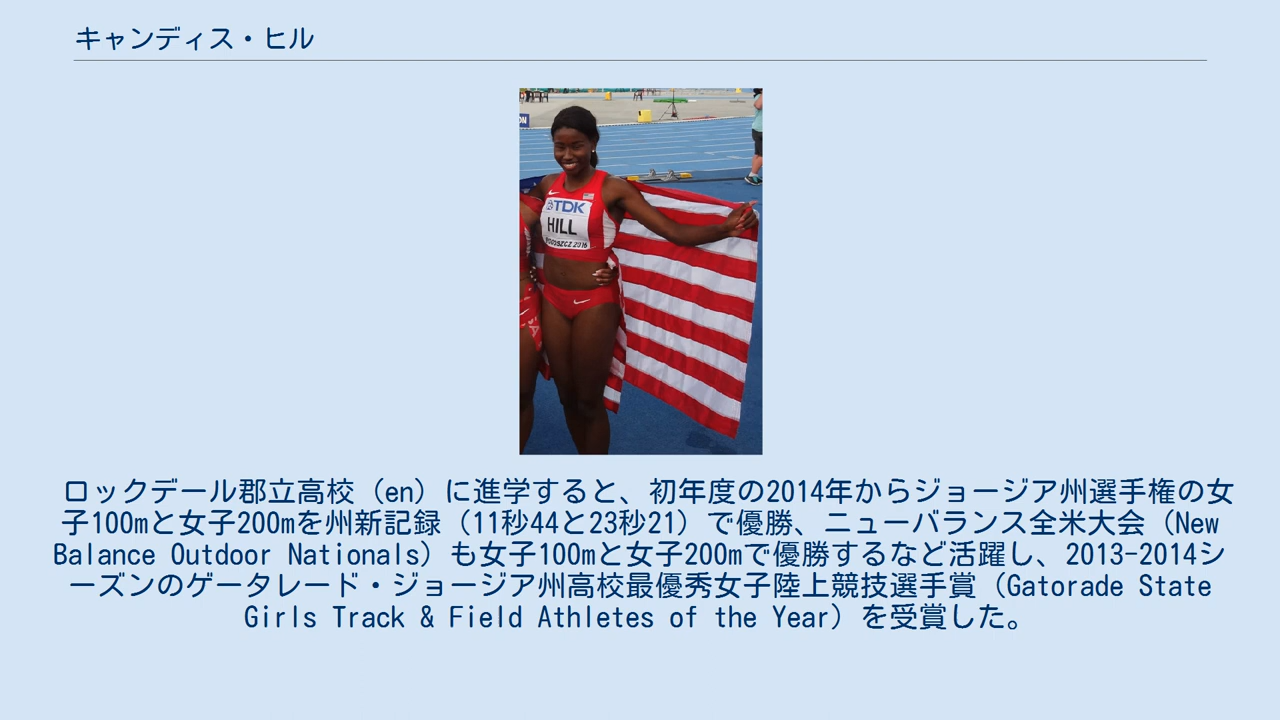 キャンディス・ヒル
TDK
HILL
BYDGOSZCZ 2016
ロックデール郡立高校（en）に進学すると、初年度の2014年からジョージア州選手権の女
子100mと女子200mを州新記録（11秒44と23秒21）で優勝、ニューバランス全米大会（New
Balance Outdoor Nationals）も女子100mと女子200mで優勝するなど活躍し、2013-2014シ
ーズンのゲータレード・ジョージア州高校最優秀女子陸上競技選手賞（Gatorade State
Girls Track & Field Athletes of the Year）を受賞した。